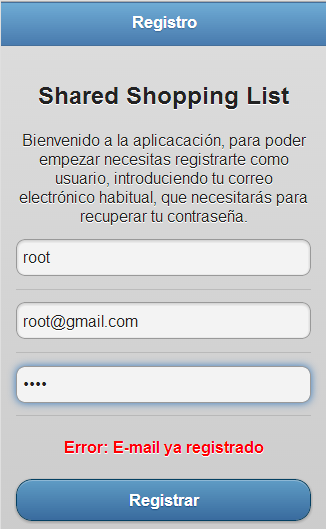 Registro
Shared Shopping List
Bienvenido a la aplicacación, para poder
empezar necesitas registrarte como
usuario, introduciendo tu correo
electrónico habitual, que necesitarás para
recuperar tu contraseña.
root
root@gmail.com
••••
Error: E-mail ya registrado
Registrar